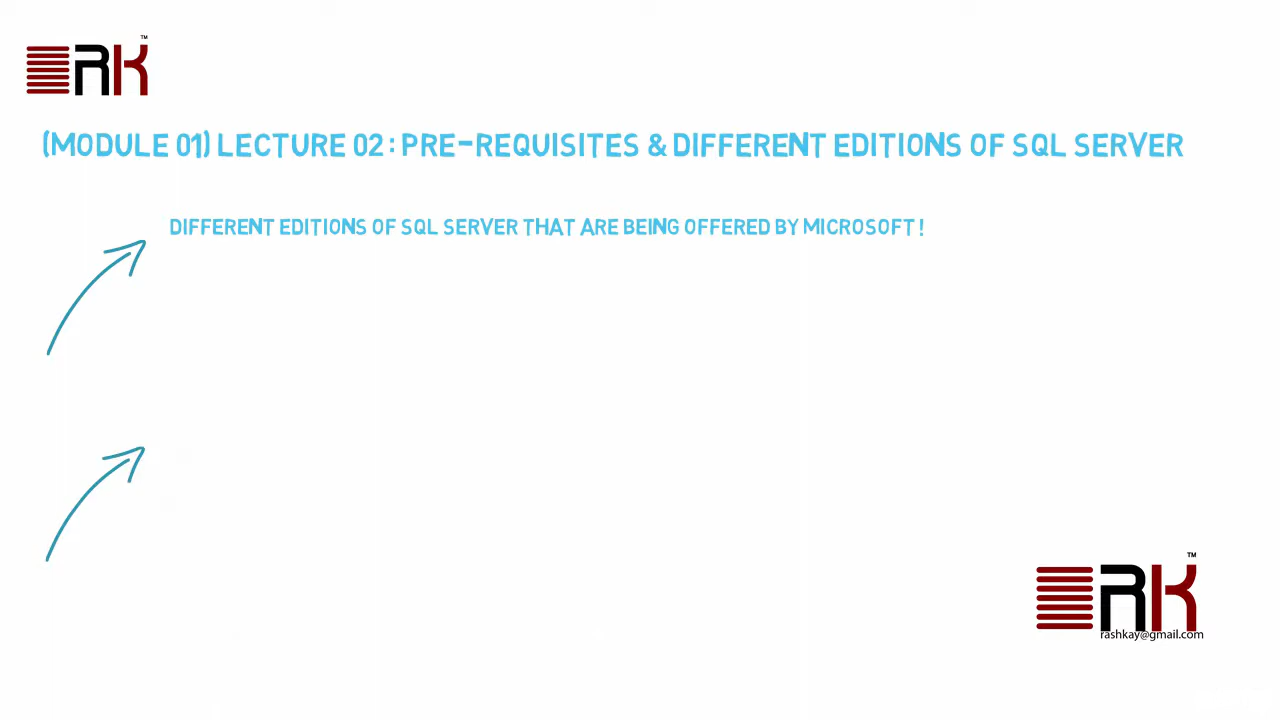 RK™
(MODULE 01) LECTURE 02 : PRE-REQUISITES & DIFFERENT EDITIONS OF SQL SERVER
DIFFERENT EDITIONS OF SQL SERVER THAT ARE BEING OFFERED BY MICROSOFT !
RK™
rashkay@gmail.com